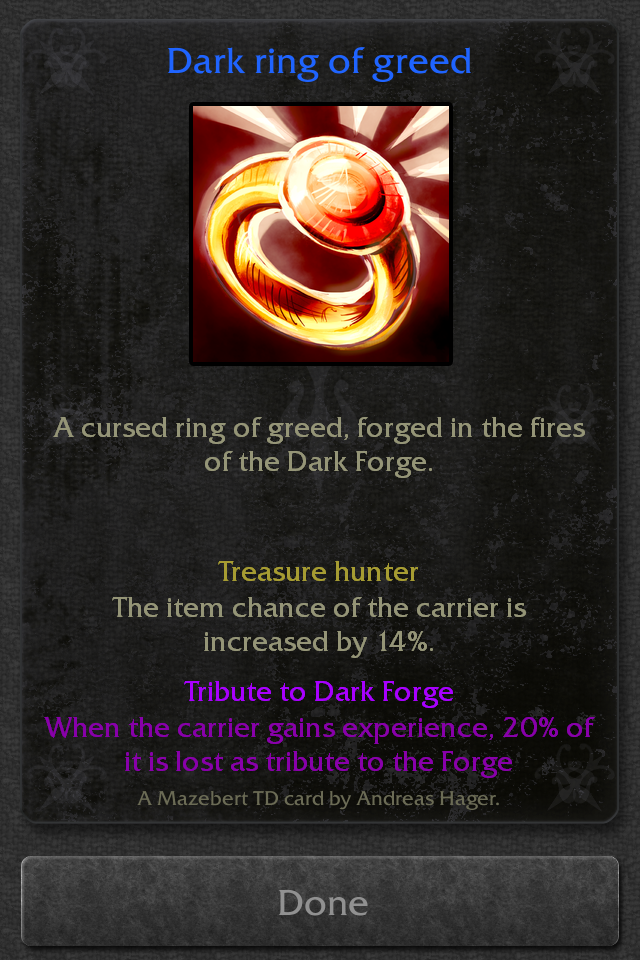 Dark ring of greed
A cursed ring of greed, forged in the fires
of the Dark Forge.
Treasure hunter
The item chance of the carrier is
increased by 14%.
Tribute to Dark Forge
When the carrier gains experience, 20% of
it is lost as tribute to the Forge
A Mazebert TD card by Andreas Hager.
Done